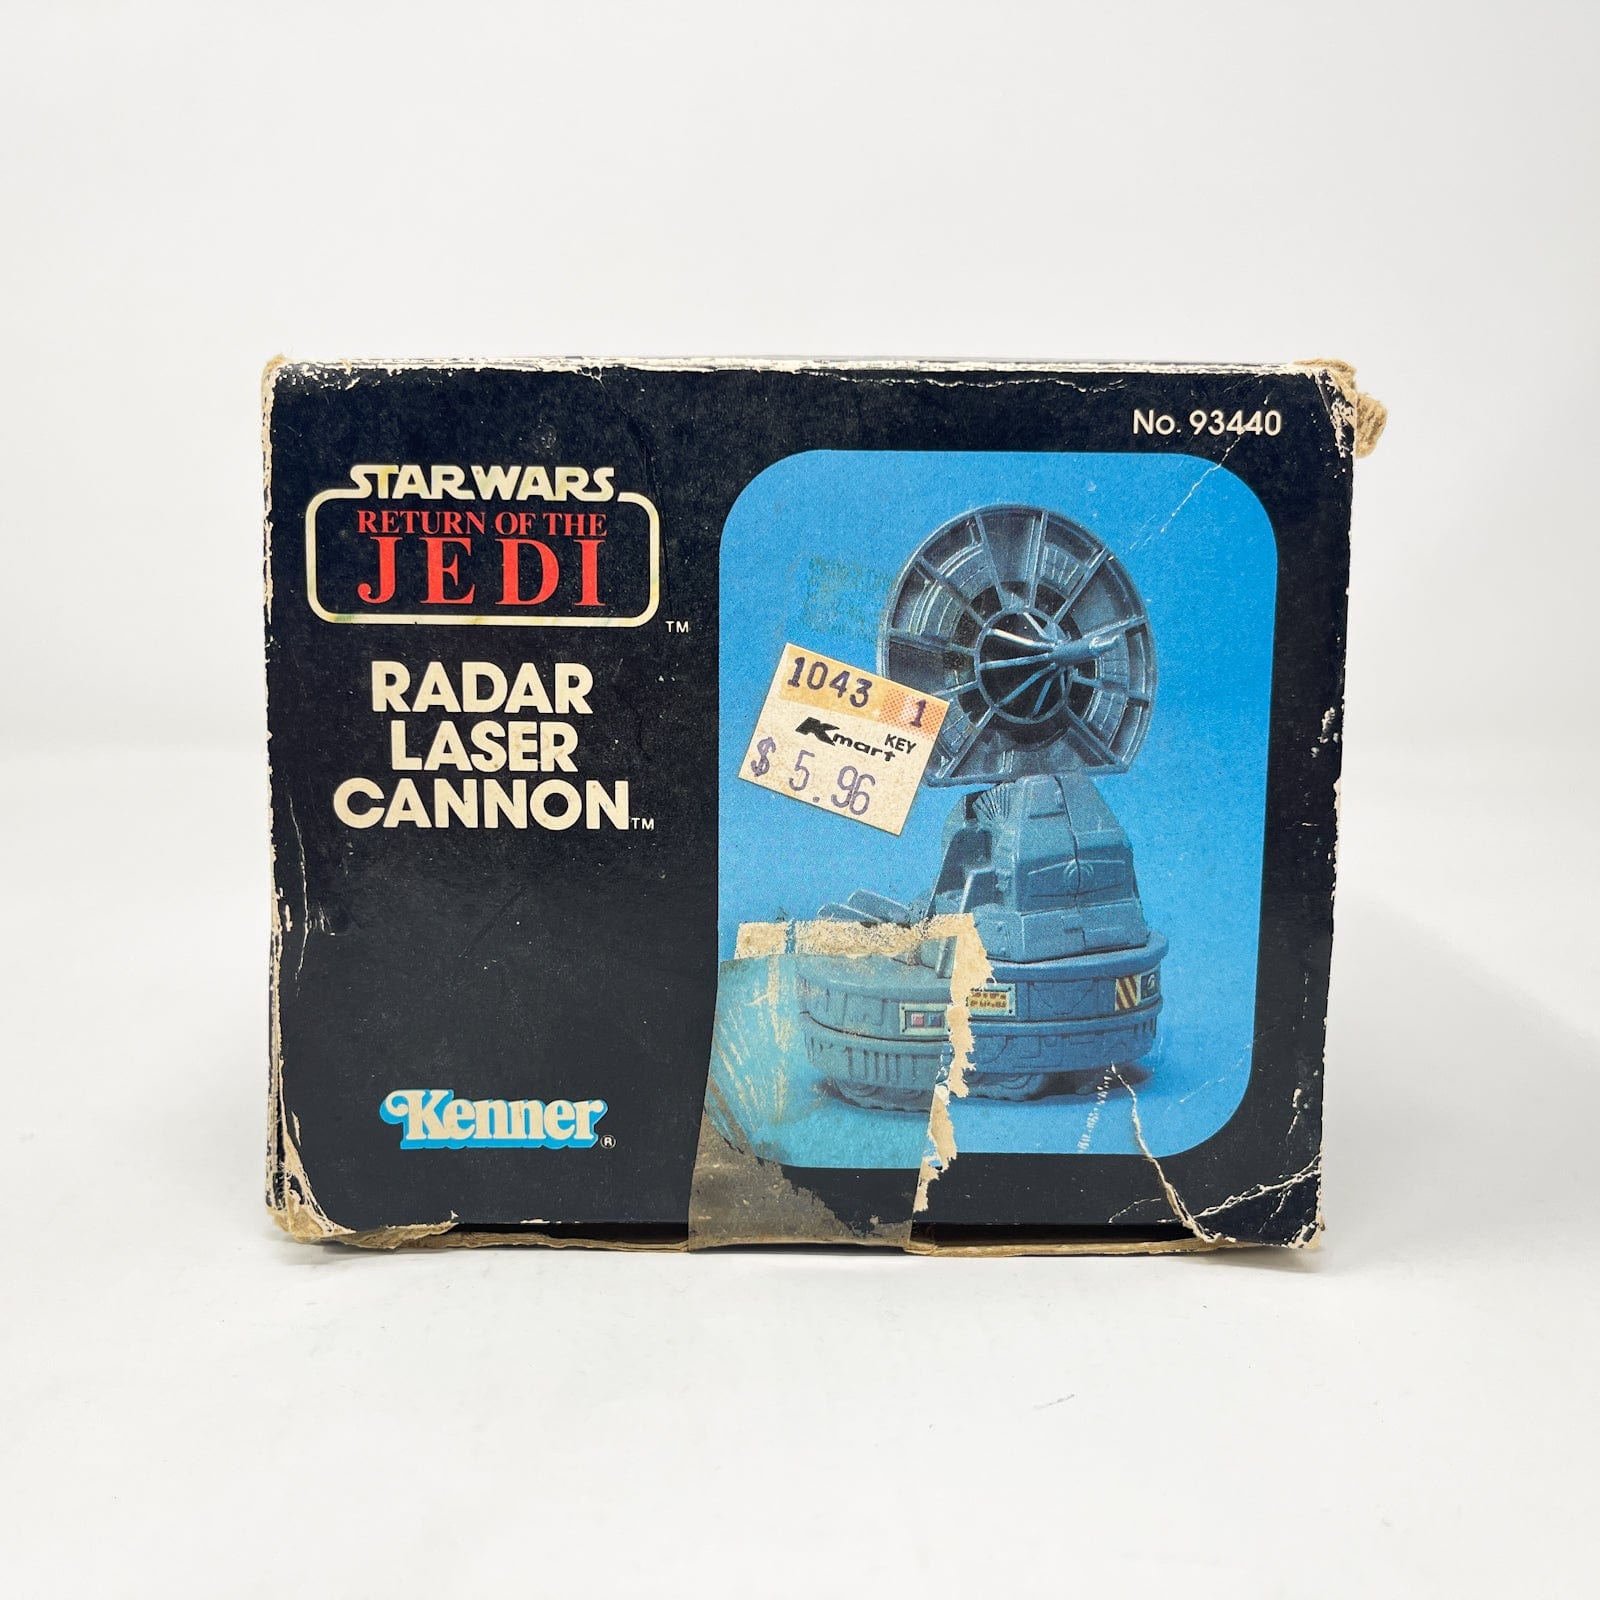 No. 93440
STAR WARS
RETURN OF THE
JEDI
TM
RADAR
LASER
CANNON TM
1043 1
Kmart KEY
$ 5.96
Kenner ®